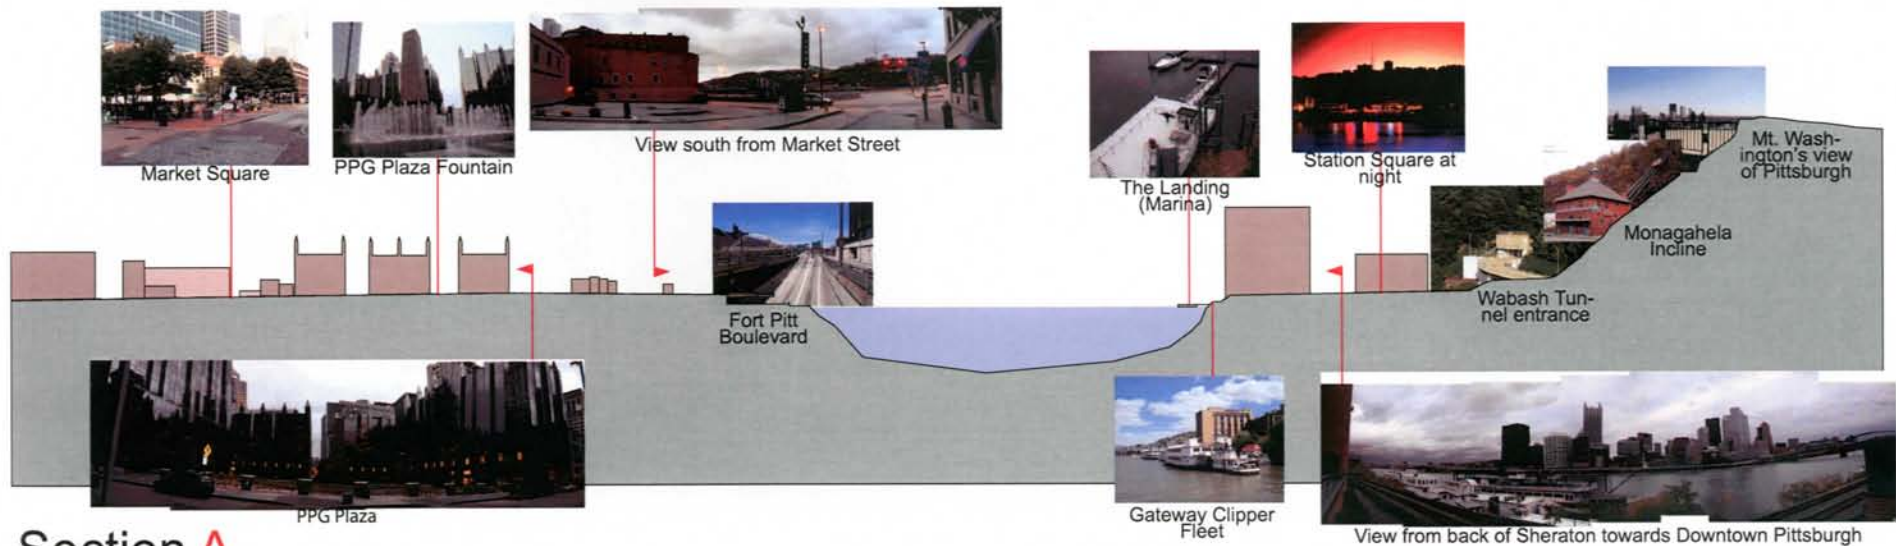 Market Square
PPG Plaza Fountain
View south from Market Street
The Landing
(Marina)
Station Square at
night
Mt. Wash-
ington's view
of Pittsburgh
Monagahela
Incline
Wabash Tun-
nel entrance
Fort Pitt
Boulevard
PPG Plaza
Gateway Clipper
Fleet
View from back of Sheraton towards Downtown Pittsburgh
Section A